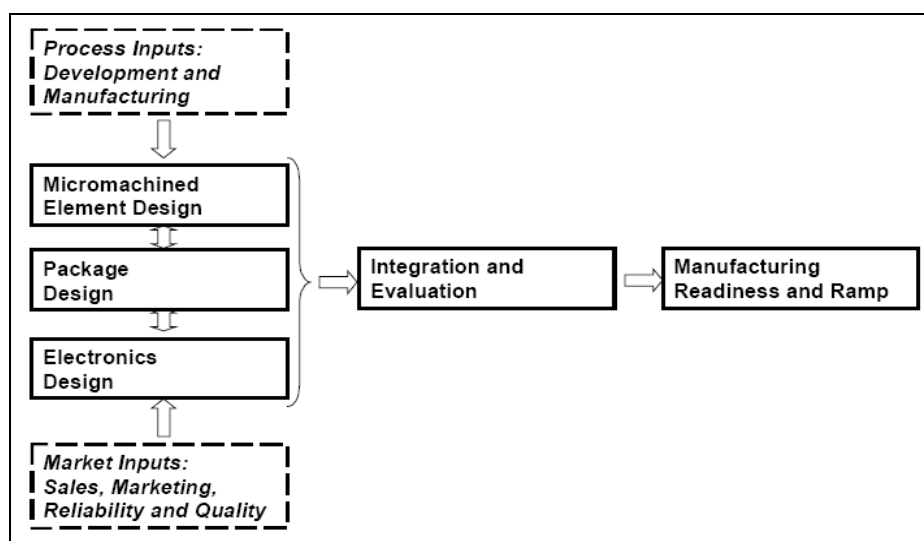 Process Inputs:
Development and
Manufacturing
Micromachined
Element Design
Package
Design
Electronics
Design
Market Inputs:
Sales, Marketing,
Reliability and Quality
Integration and
Evaluation
Manufacturing
Readiness and Ramp